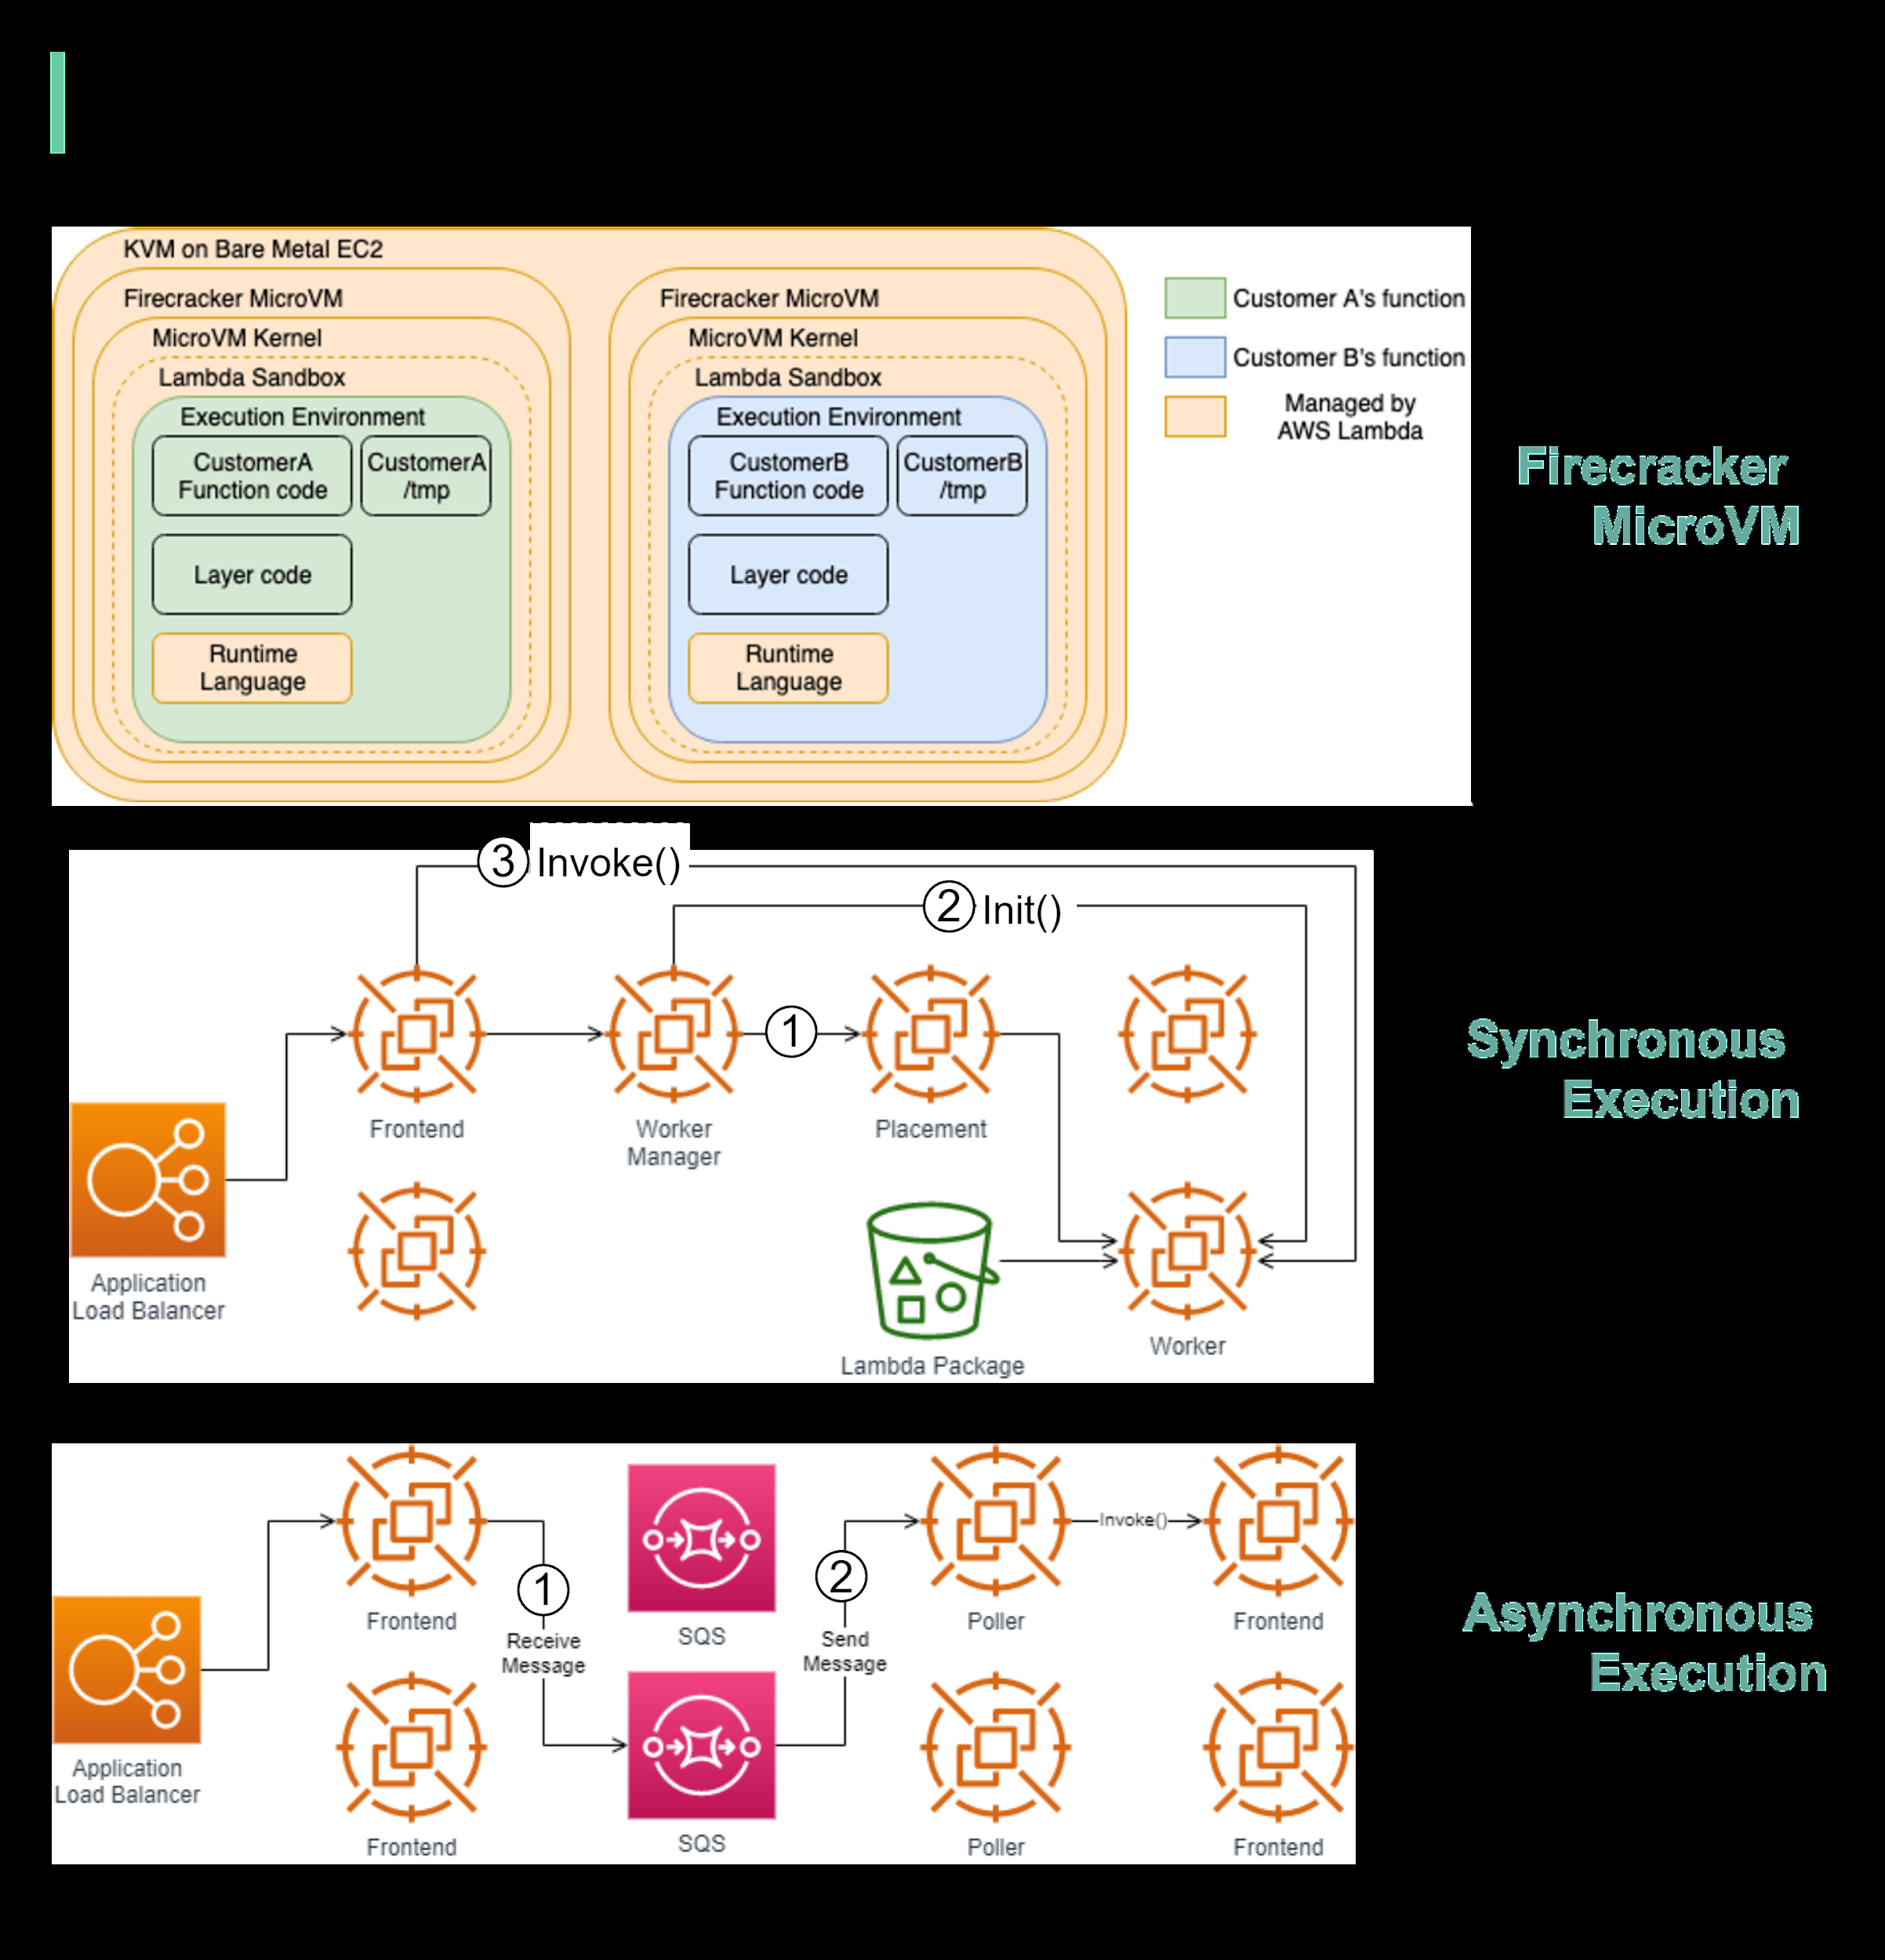 KVM on Bare Metal EC2
Firecracker MicroVM
MicroVM Kernel
Lambda Sandbox
Execution Environment
CustomerA
Function code
CustomerA
/tmp
Layer code
Runtime
Language
Firecracker MicroVM
MicroVM Kernel
Lambda Sandbox
Execution Environment
CustomerB
Function code
CustomerB
/tmp
Layer code
Runtime
Language
Customer A's function
Customer B's function
Managed by
AWS Lambda
Firecracker
MicroVM
3 Invoke()
2 Init()
1
Frontend
Worker
Manager
Placement
Application
Load Balancer
Lambda Package
Worker
Synchronous
Execution
Application
Load Balancer
Frontend
Frontend
1
Receive
Message
SQS
SQS
2
Send
Message
Poller
Poller
Invoke()
Frontend
Frontend
Asynchronous
Execution